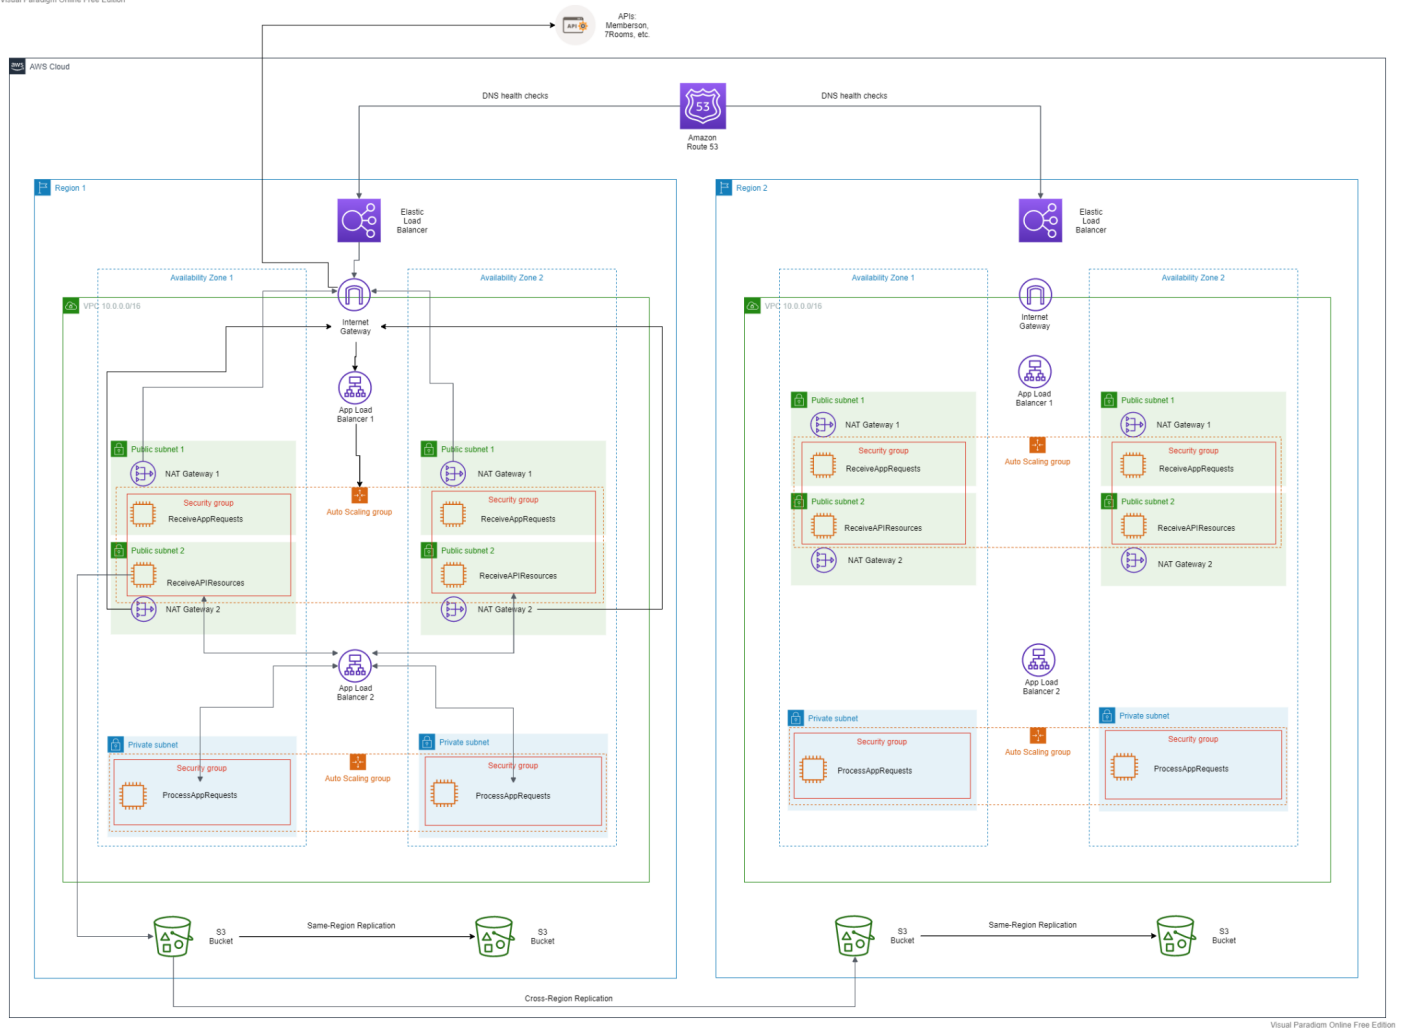 Visual Paradigm Online Free Edition
APIs:
Memberson,
7Rooms, etc.
API
aws
AWS Cloud
DNS health checks
53
DNS health checks
Amazon
Route 53
Region 1
Elastic
Load
Balancer
Availability Zone 1
Availability Zone 2
VPC 10.0.0.0/16
Internet
Gateway
App Load
Balancer 1
Public subnet 1
NAT Gateway 1
Security group
ReceiveAppRequests
Public subnet 2
ReceiveAPIResources
NAT Gateway 2
Auto Scaling group
Public subnet 1
NAT Gateway 1
Security group
ReceiveAppRequests
Public subnet 2
ReceiveAPIResources
NAT Gateway 2
App Load
Balancer 2
Private subnet
Security group
ProcessAppRequests
Auto Scaling group
Private subnet
Security group
ProcessAppRequests
S3
Bucket
Same-Region Replication
S3
Bucket
Region 2
Elastic
Load
Balancer
Availability Zone 1
Availability Zone 2
VPC 10.0.0.0/16
Internet
Gateway
App Load
Balancer 1
Public subnet 1
NAT Gateway 1
Security group
ReceiveAppRequests
Public subnet 2
ReceiveAPIResources
NAT Gateway 2
Auto Scaling group
Public subnet 1
NAT Gateway 1
Security group
ReceiveAppRequests
Public subnet 2
ReceiveAPIResources
NAT Gateway 2
App Load
Balancer 2
Private subnet
Security group
ProcessAppRequests
Auto Scaling group
Private subnet
Security group
ProcessAppRequests
S3
Bucket
Same-Region Replication
S3
Bucket
Cross-Region Replication
Visual Paradigm Online Free Edition